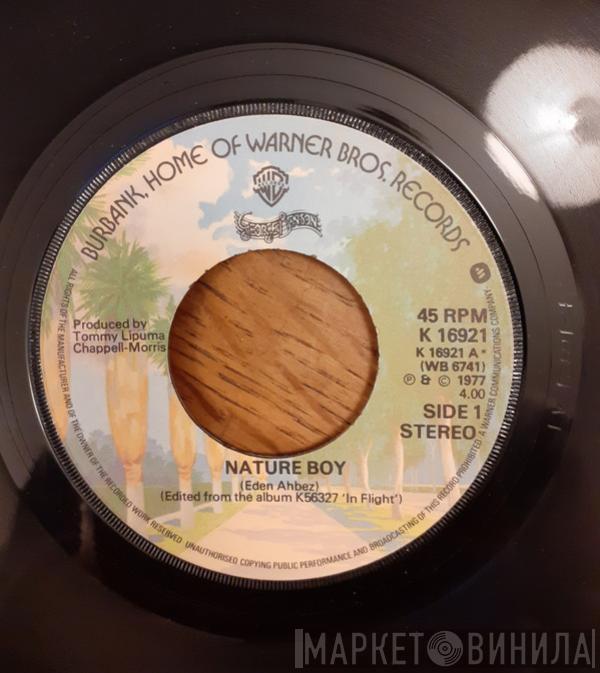 BURBANK, HOME OF WARNER BROS. RECORDS
GEORGE BENSON
Produced by
Tommy Lipuma
Chappell-Morris
45 RPM
K 16921
K 16921 A*
(WB 6741)
Ⓟ & © 1977
4.00
SIDE 1
STEREO
NATURE BOY
(Eden Ahbez)
(Edited from the album K56327 'In Flight')
ALL RIGHTS OF THE MANUFACTURER AND OF THE OWNER OF THE RECORDED WORK RESERVED. UNAUTHORISED COPYING PUBLIC PERFORMANCE AND BROADCASTING OF THIS RECORD PROHIBITED. A WARNER COMMUNICATIONS COMPANY
МАРКЕТ ВИНИЛА